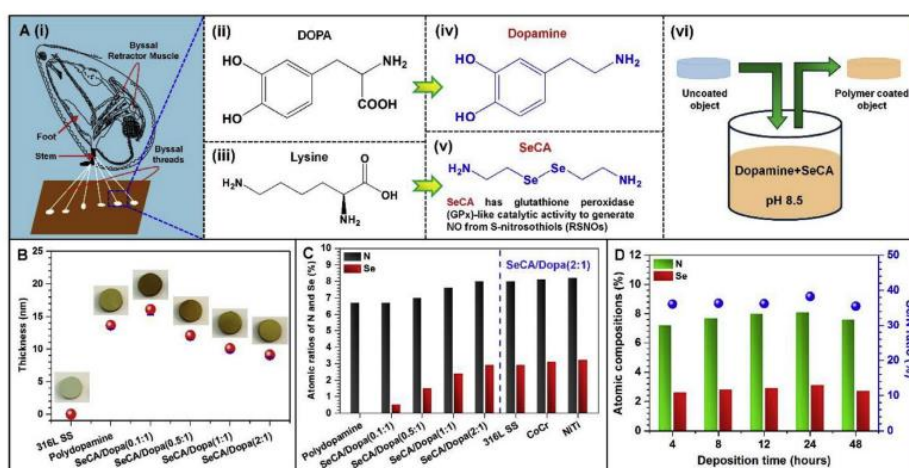 A (i)
Byssal
Retractor Muscle
Foot
Stem
Byssal
threads
(ii)
DOPA
HO
HO
NH₂
COOH
(iii)
Lysine
H₂N
O
OH
NH₂
(iv)
Dopamine
HO
HO
NH₂
(v)
SeCA
H₂N
Se
Se
NH₂
SeCA has glutathione peroxidase
(GPx)-like catalytic activity to generate
NO from S-nitrosothiols (RSNOs)
(vi)
Uncoated
object
Polymer coated
object
Dopamine+SeCA
pH 8.5
B
Thickness (nm)
25
20
15
10
5
0
316L SS
Polydopamine
SeCA/Dopa(0.1:1)
SeCA/Dopa(0.5:1)
SeCA/Dopa(1:1)
SeCA/Dopa(2:1)
C
Atomic ratios of N and Se (%)
10
9
8
7
6
5
4
3
2
1
0
N
Se
SeCA/Dopa(2:1)
Polydopamine
SeCA/Dopa(0.1:1)
SeCA/Dopa(0.5:1)
SeCA/Dopa(1:1)
SeCA/Dopa(2:1)
316L SS
CoCr
NiTi
D
Atomic compositions (%)
12
10
8
6
4
2
0
N
Se
50
40
30
20
10
0
Se/N ratio (%)
4
8
12
24
48
Deposition time (hours)